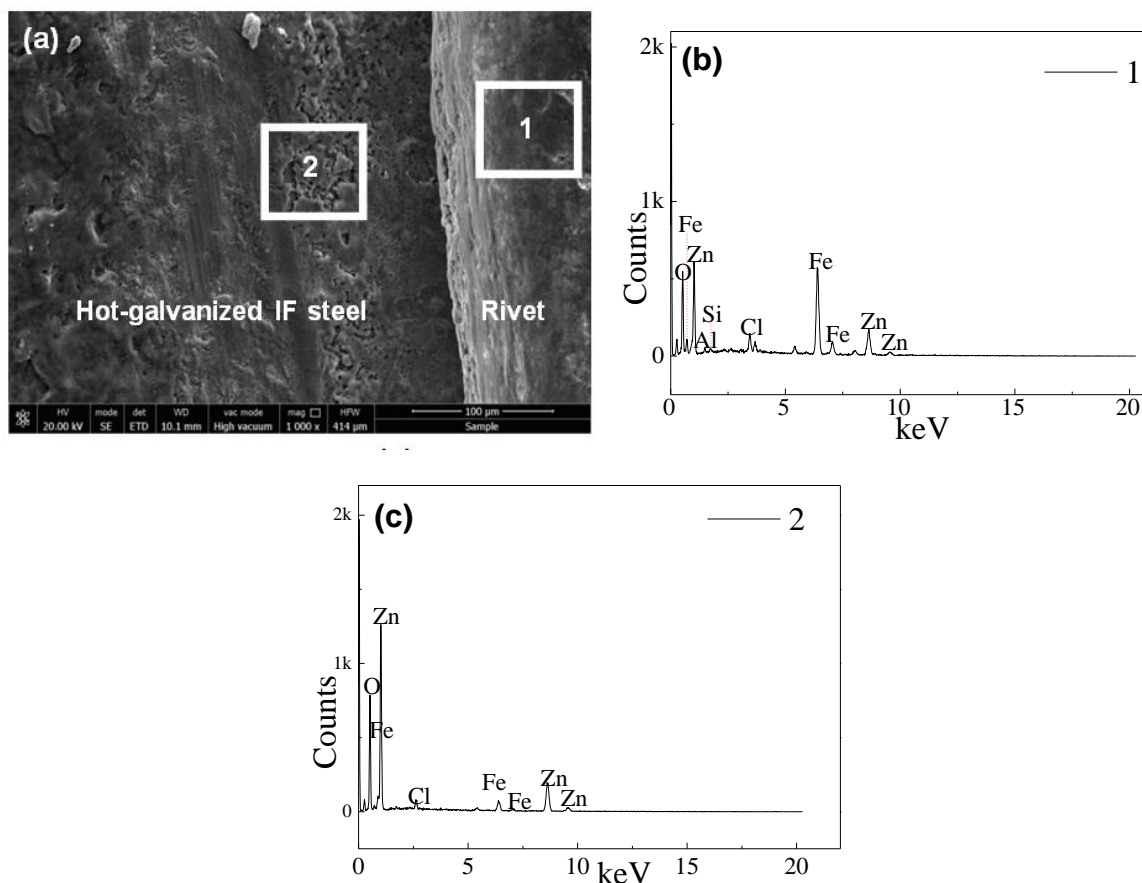 (a)
1
2
Hot-galvanized IF steel
Rivet
HV mode det WD vac mode mag HFW
100 µm
20.00 kV SE ETD 10.1 mm High vacuum 1 000 x 414 µm Sample
(b)
1
2k
1k
0
Counts
Fe
Zn
O
Si
Al
Cl
Fe
Fe
Zn
Zn
0 5 10 15 20
keV
(c)
2
2k
1k
0
Counts
Zn
O
Fe
Cl
Fe
Fe
Zn
Zn
0 5 10 15 20
keV